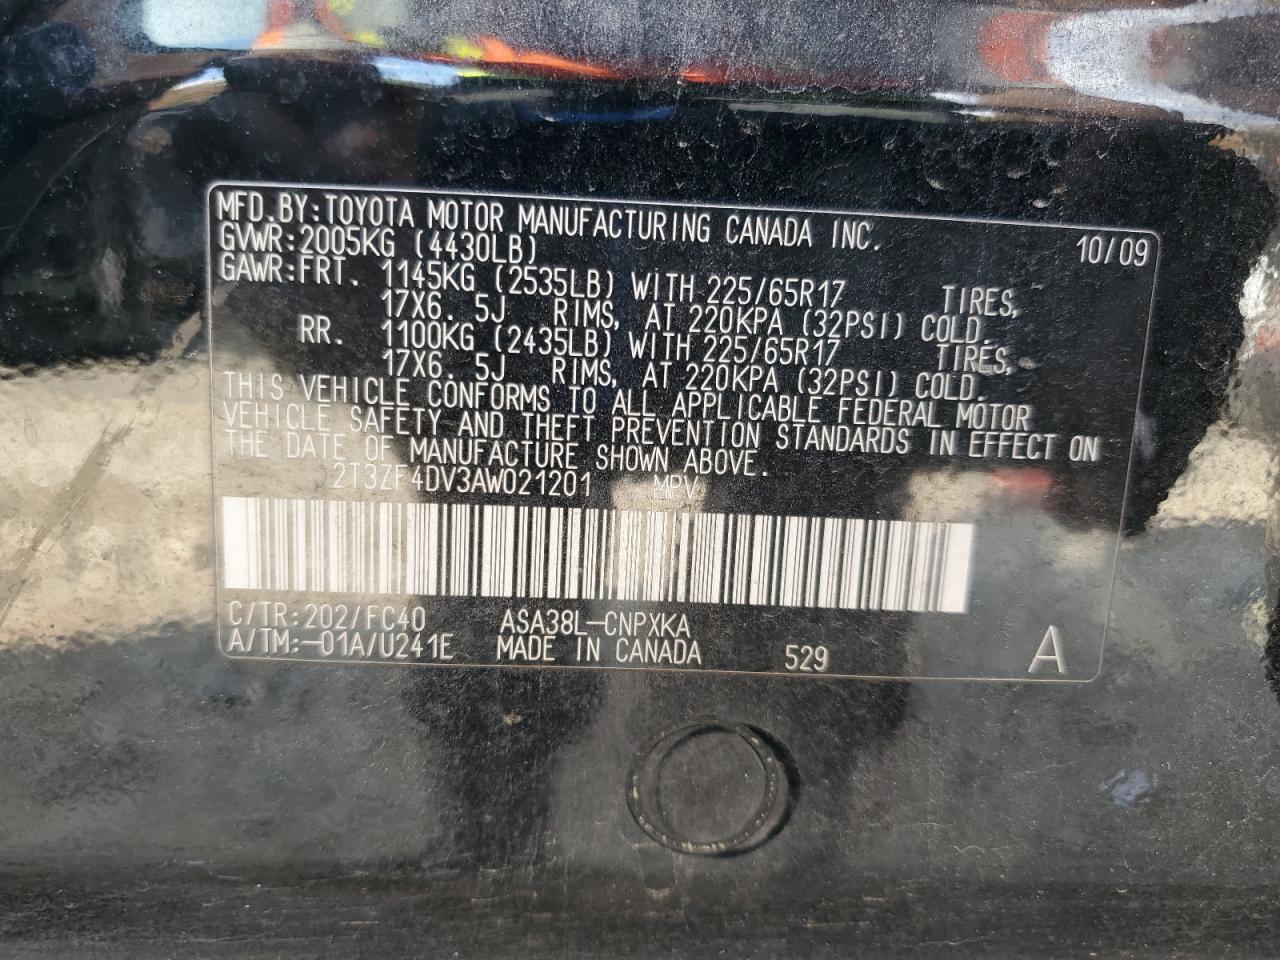 MFD.BY:TOYOTA MOTOR MANUFACTURING CANADA INC. 10/09
GVWR:2005KG (4430LB)
GAWR:FRT. 1145KG (2535LB) WITH 225/65R17 TIRES,
17X6. 5J RIMS, AT 220KPA (32PSI) COLD.
RR. 1100KG (2435LB) WITH 225/65R17 TIRES,
17X6. 5J RIMS, AT 220KPA (32PSI) COLD.
THIS VEHICLE CONFORMS TO ALL APPLICABLE FEDERAL MOTOR
VEHICLE SAFETY AND THEFT PREVENTION STANDARDS IN EFFECT ON
THE DATE OF MANUFACTURE SHOWN ABOVE.
2T3ZF4DV3AW021201 MPV
C/TR:202/FC40 ASA38L-CNPXKA
A/TM:-01A/U241E MADE IN CANADA 529 A